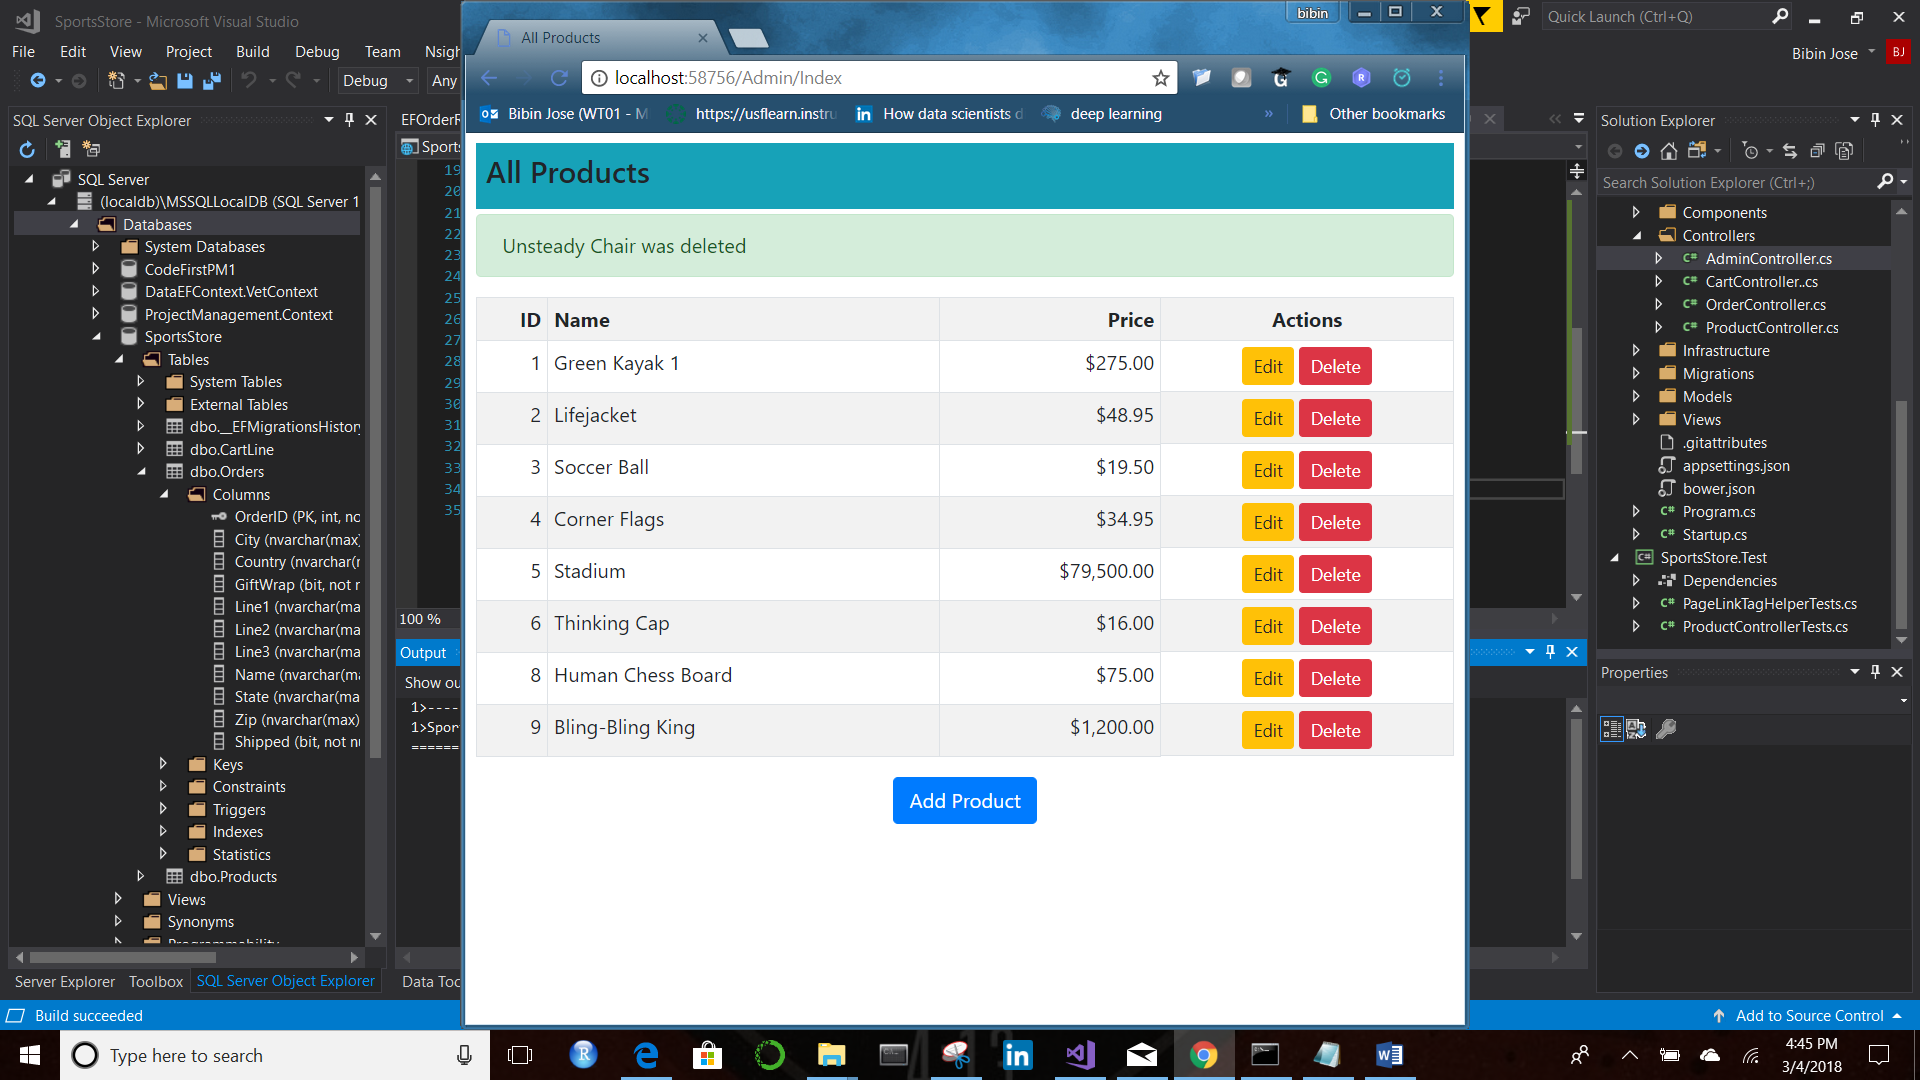 SportsStore - Microsoft Visual Studio
Quick Launch (Ctrl+Q)
File Edit View Project Build Debug Team
Bibin Jose BJ
Debug Any
SQL Server Object Explorer
SQL Server
(localdb)\MSSQLLocalDB (SQL Server 1
Databases
System Databases
CodeFirstPM1
DataEFContext.VetContext
ProjectManagement.Context
SportsStore
Tables
System Tables
External Tables
dbo.__EFMigrationsHistory
dbo.CartLine
dbo.Orders
Columns
OrderID (PK, int, no
City (nvarchar(max)
Country (nvarchar(
GiftWrap (bit, not
Line1 (nvarchar(ma
Line2 (nvarchar(ma
Line3 (nvarchar(ma
Name (nvarchar(m
State (nvarchar(ma
Zip (nvarchar(max)
Shipped (bit, not
Keys
Constraints
Triggers
Indexes
Statistics
dbo.Products
Views
Synonyms
Server Explorer Toolbox SQL Server Object Explorer
Build succeeded
EFOrderR
Sports
19
20
21
22
23
24
25
26
27
28
29
30
31
32
33
34
35
100 %
Output
Show ou
1>----
1>Spor
======
Data Too
bibin
All Products
localhost:58756/Admin/Index
Bibin Jose (WT01 - M https://usflearn.instru How data scientists d deep learning » Other bookmarks
All Products
Unsteady Chair was deleted
ID Name Price Actions
1 Green Kayak 1 $275.00 Edit Delete
2 Lifejacket $48.95 Edit Delete
3 Soccer Ball $19.50 Edit Delete
4 Corner Flags $34.95 Edit Delete
5 Stadium $79,500.00 Edit Delete
6 Thinking Cap $16.00 Edit Delete
8 Human Chess Board $75.00 Edit Delete
9 Bling-Bling King $1,200.00 Edit Delete
Add Product
Solution Explorer
Search Solution Explorer (Ctrl+;)
Components
Controllers
C# AdminController.cs
C# CartController..cs
C# OrderController.cs
C# ProductController.cs
Infrastructure
Migrations
Models
Views
.gitattributes
appsettings.json
bower.json
C# Program.cs
C# Startup.cs
C# SportsStore.Test
Dependencies
C# PageLinkTagHelperTests.cs
C# ProductControllerTests.cs
Properties
Add to Source Control
Type here to search
4:45 PM
3/4/2018